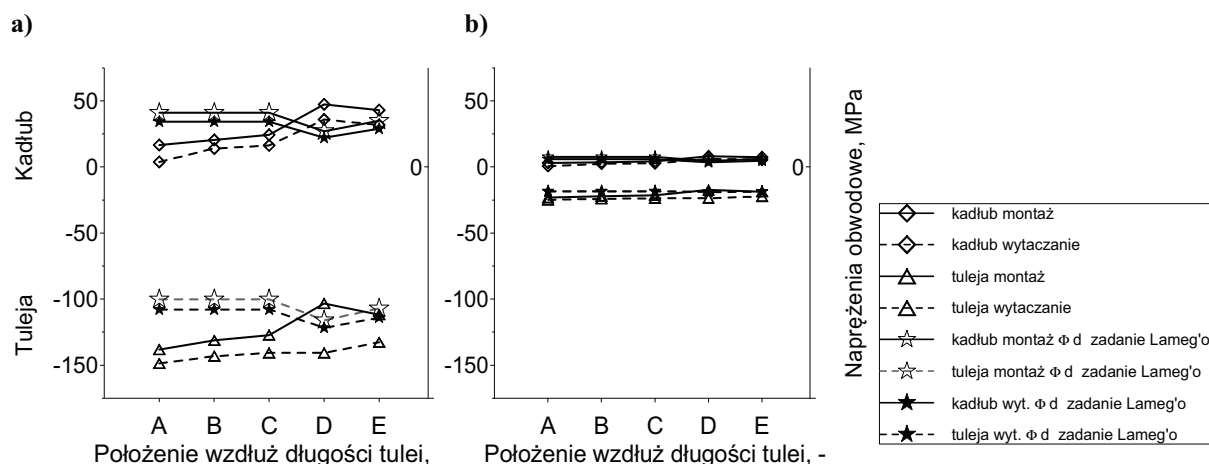 a)
b)
50
0
-50
-100
-150
Kadłub
Tuleja
A B C D E
Położenie wzdłuż długości tulei,
0
50
0
-50
-100
-150
A B C D E
Położenie wzdłuż długości tulei, -
0
Naprężenia obwodowe, MPa
kadłub montaż
kadłub wytaczanie
tuleja montaż
tuleja wytaczanie
kadłub montaż Φ d zadanie Lameg'o
tuleja montaż Φ d zadanie Lameg'o
kadłub wyt. Φ d zadanie Lameg'o
tuleja wyt. Φ d zadanie Lameg'o